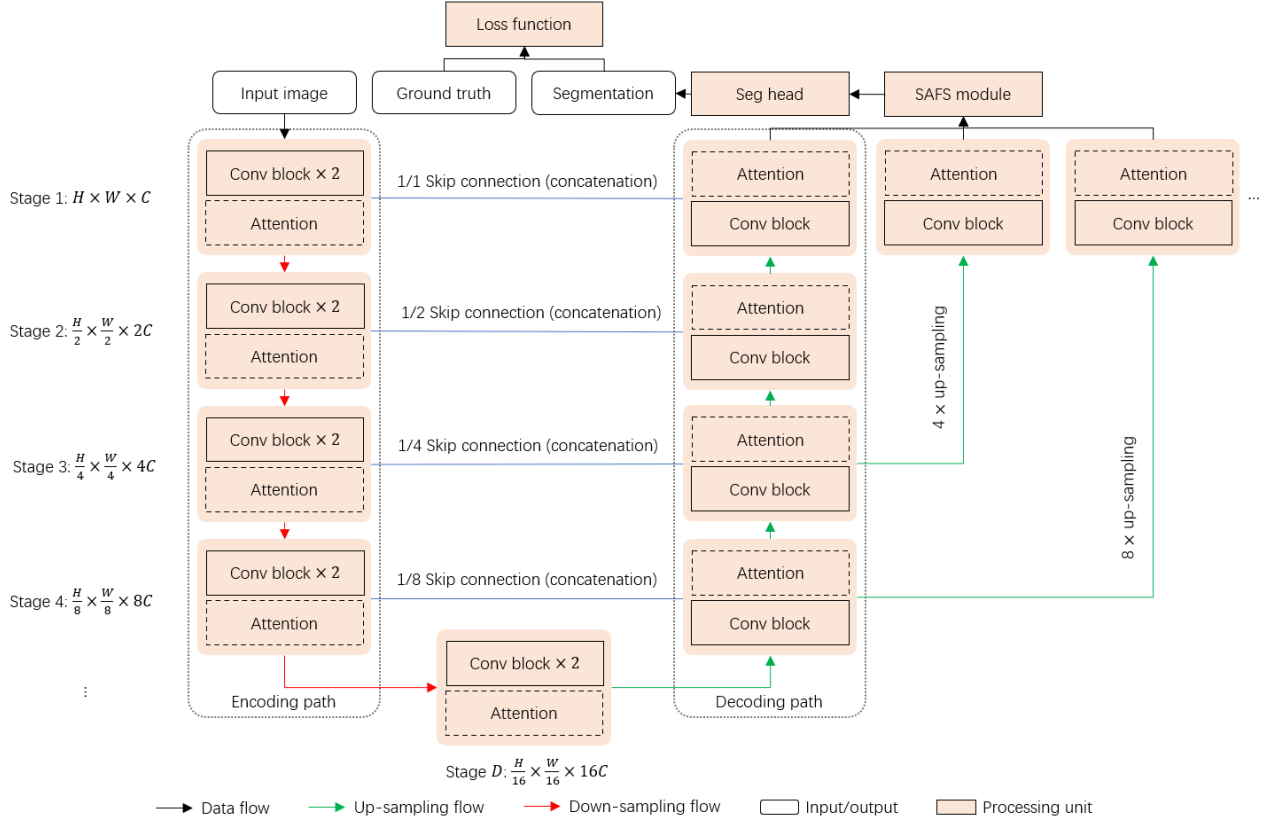 Loss function
Input image
Ground truth
Segmentation
Seg head
SAFS module
Stage 1: H × W × C
Conv block × 2
Attention
1/1 Skip connection (concatenation)
Attention
Conv block
Attention
Conv block
Attention
Conv block
...
Stage 2: H/2 × W/2 × 2C
Conv block × 2
Attention
1/2 Skip connection (concatenation)
Attention
Conv block
4 × up-sampling
Stage 3: H/4 × W/4 × 4C
Conv block × 2
Attention
1/4 Skip connection (concatenation)
Attention
Conv block
8 × up-sampling
Stage 4: H/8 × W/8 × 8C
Conv block × 2
Attention
1/8 Skip connection (concatenation)
Attention
Conv block
⋮
Encoding path
Conv block × 2
Attention
Decoding path
Stage D: H/16 × W/16 × 16C
Data flow
Up-sampling flow
Down-sampling flow
Input/output
Processing unit